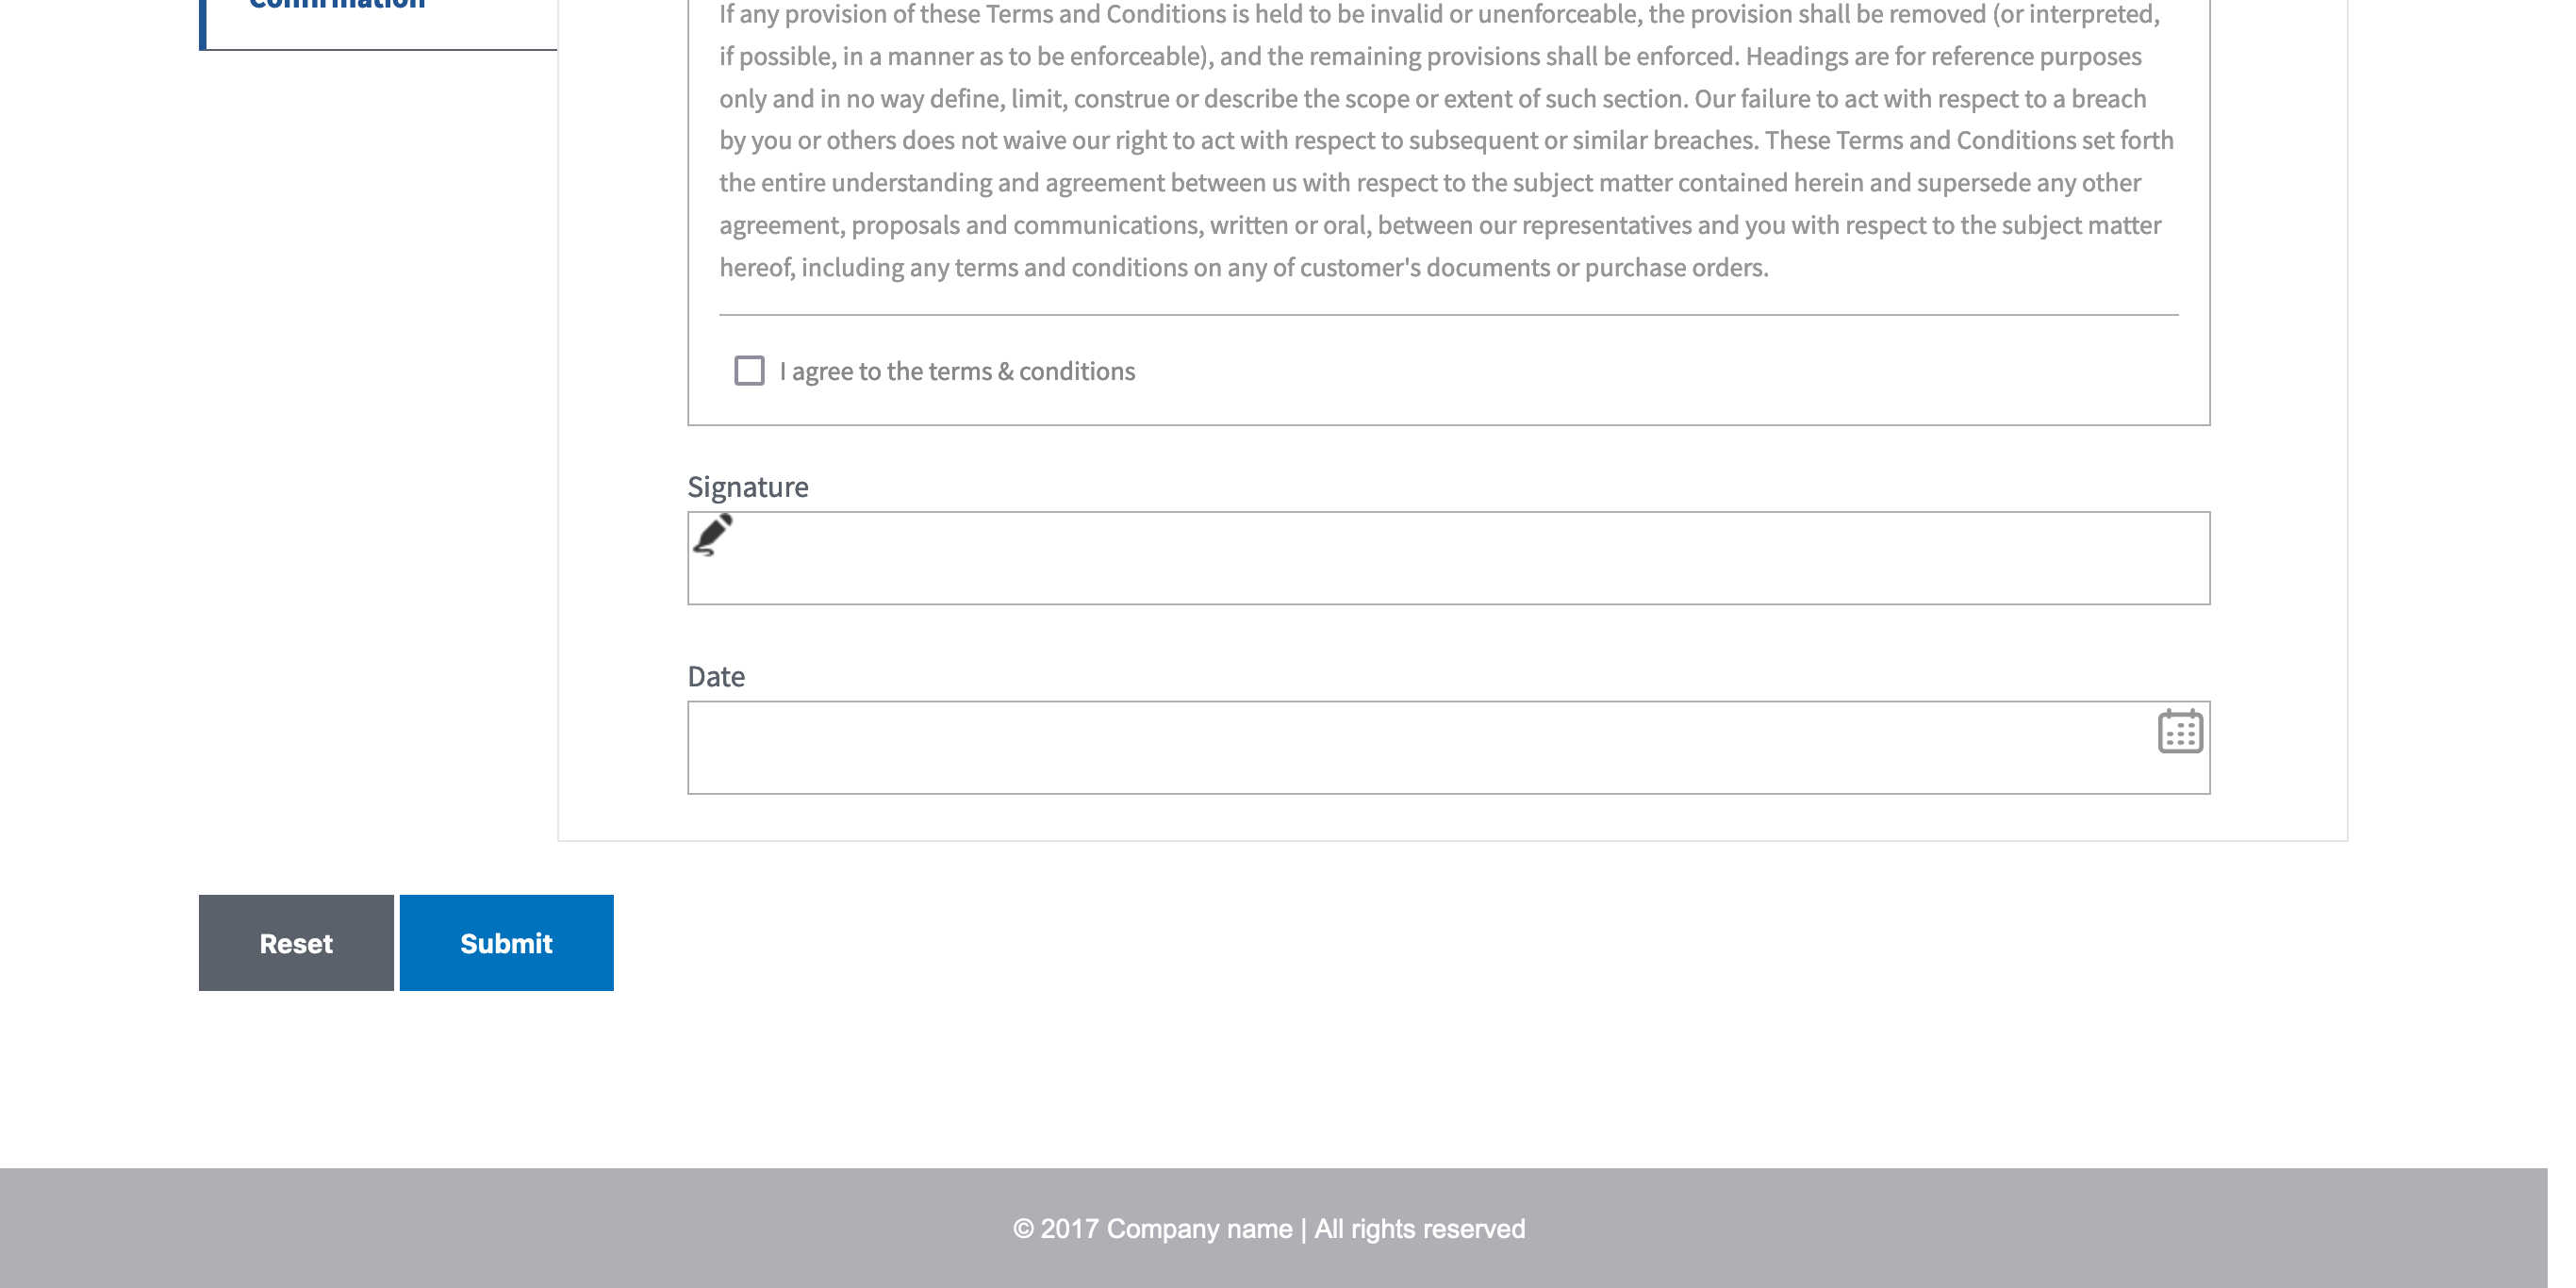 Confirmation
If any provision of these Terms and Conditions is held to be invalid or unenforceable, the provision shall be removed (or interpreted,
if possible, in a manner as to be enforceable), and the remaining provisions shall be enforced. Headings are for reference purposes
only and in no way define, limit, construe or describe the scope or extent of such section. Our failure to act with respect to a breach
by you or others does not waive our right to act with respect to subsequent or similar breaches. These Terms and Conditions set forth
the entire understanding and agreement between us with respect to the subject matter contained herein and supersede any other
agreement, proposals and communications, written or oral, between our representatives and you with respect to the subject matter
hereof, including any terms and conditions on any of customer's documents or purchase orders.
I agree to the terms & conditions
Signature
Date
Reset
Submit
© 2017 Company name | All rights reserved